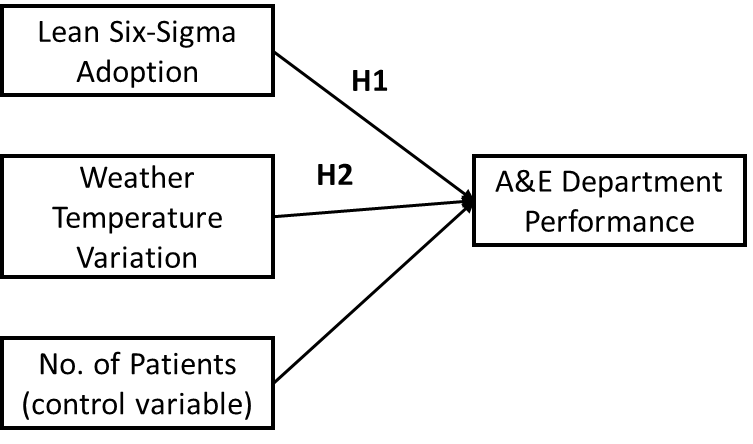 Lean Six-Sigma
Adoption
H1
Weather
Temperature
Variation
H2
A&E Department
Performance
No. of Patients
(control variable)